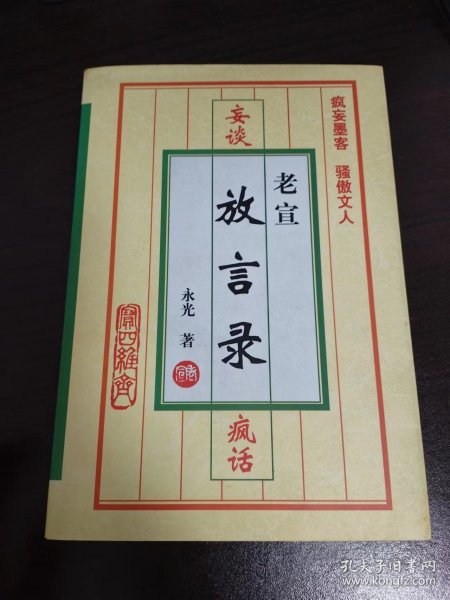 疯妄墨客 骚傲文人
妄谈
老宣
放言录
永光 著
疯话
孔夫子旧书网
www.kongfz.com